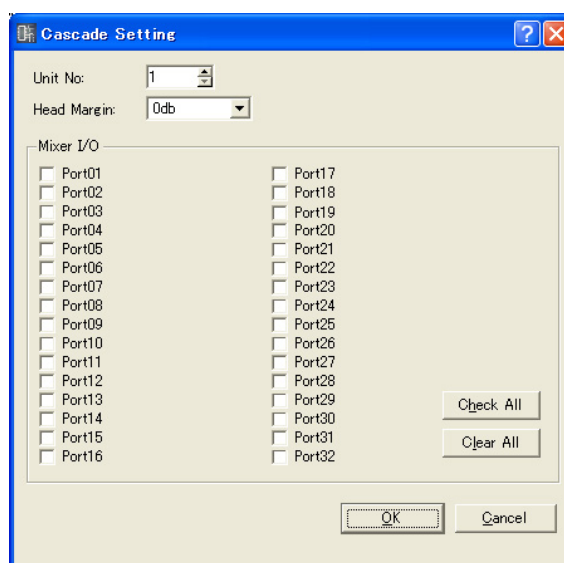 Cascade Setting
Unit No: 1
Head Margin: 0db
Mixer I/O
Port01
Port02
Port03
Port04
Port05
Port06
Port07
Port08
Port09
Port10
Port11
Port12
Port13
Port14
Port15
Port16
Port17
Port18
Port19
Port20
Port21
Port22
Port23
Port24
Port25
Port26
Port27
Port28
Port29
Port30
Port31
Port32
Check All
Clear All
OK
Cancel